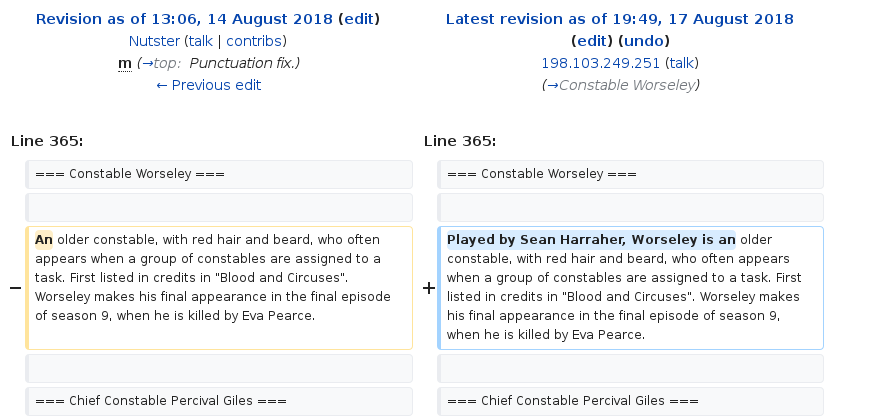 Revision as of 13:06, 14 August 2018 (edit)
Nutster (talk | contribs)
m (→top: Punctuation fix.)
← Previous edit
Latest revision as of 19:49, 17 August 2018
(edit) (undo)
198.103.249.251 (talk)
(→Constable Worseley)
Line 365:
Line 365:
=== Constable Worseley ===
=== Constable Worseley ===
−
An older constable, with red hair and beard, who often
appears when a group of constables are assigned to a
task. First listed in credits in "Blood and Circuses".
Worseley makes his final appearance in the final episode
of season 9, when he is killed by Eva Pearce.
+
Played by Sean Harraher, Worseley is an older
constable, with red hair and beard, who often appears
when a group of constables are assigned to a task. First
listed in credits in "Blood and Circuses". Worseley makes
his final appearance in the final episode of season 9,
when he is killed by Eva Pearce.
=== Chief Constable Percival Giles ===
=== Chief Constable Percival Giles ===